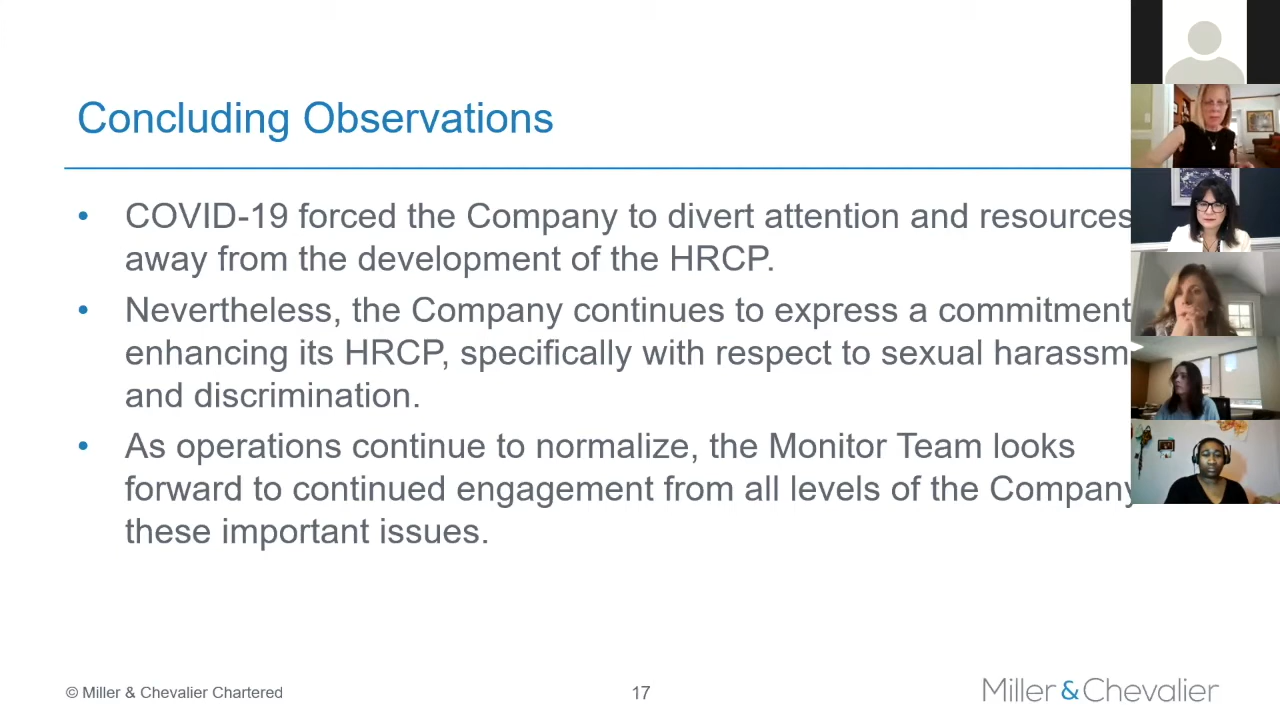 Concluding Observations
• COVID-19 forced the Company to divert attention and resources
away from the development of the HRCP.
• Nevertheless, the Company continues to express a commitment
enhancing its HRCP, specifically with respect to sexual harassm
and discrimination.
• As operations continue to normalize, the Monitor Team looks
forward to continued engagement from all levels of the Company
these important issues.
© Miller & Chevalier Chartered
17
Miller&Chevalier